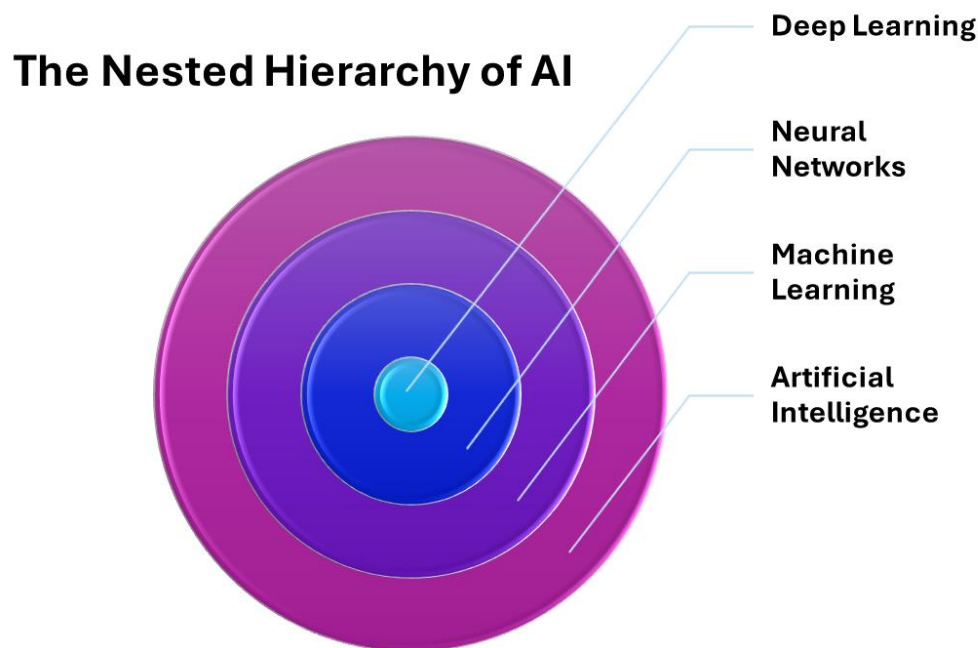 The Nested Hierarchy of AI
Deep Learning
Neural
Networks
Machine
Learning
Artificial
Intelligence